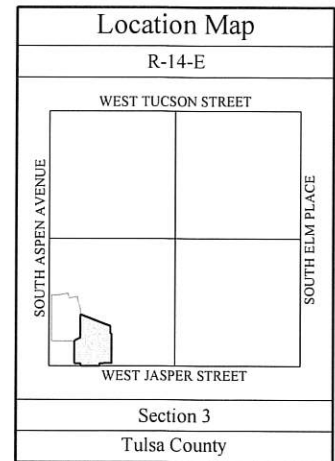 Location Map
R-14-E
WEST TUCSON STREET
SOUTH ASPEN AVENUE
SOUTH ELM PLACE
WEST JASPER STREET
Section 3
Tulsa County